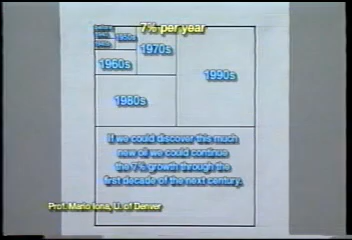 7% per year
1950s
1970s
1960s
1990s
1980s
If we could discover this much
new oil we could continue
the 7% growth through the
first decade of the next century.
Prof. Mario Iona, U. of Denver